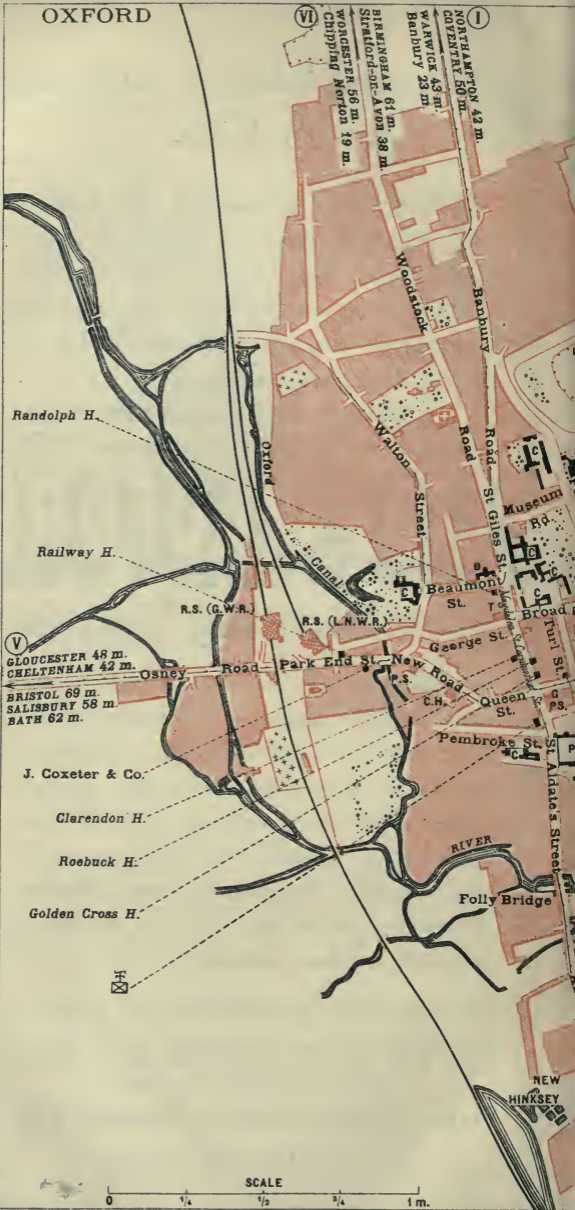 OXFORD
VI
I
NORTHAMPTON 42 m.
COVENTRY 50 m.
WARWICK 43 m.
Banbury 23 m.
BIRMINGHAM 61 m.
Stratford-on-Avon 38 m.
WORCESTER 56 m.
Chipping Norton 19 m.
Woodstock
Road
Banbury
Road
Randolph H.
Oxford
Canal
Walton
Street
St Giles St.
Museum
Rd
C
C
C
C
Railway H.
R.S. (G.W.R.)
R.S. (L.N.W.R.)
Beaumont
St.
B
T
Magdalen St.
Cornmarket St.
Broad
Turl St.
George St.
V
GLOUCESTER 48 m.
CHELTENHAM 42 m.
BRISTOL 69 m.
SALISBURY 58 m.
BATH 62 m.
Osney
Road
Park End St.
New Road
P.S.
C.H.
Queen
St.
G
P.S.
Pembroke St.
C
P
St. Aldate's Street
J. Coxeter & Co.
Clarendon H.
Roebuck H.
Golden Cross H.
RIVER
Folly Bridge
NEW
HINKSEY
SCALE
0 1/4 1/2 3/4 1 m.